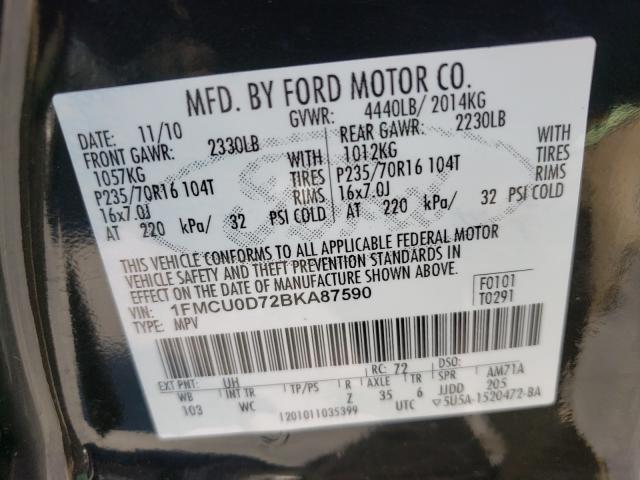 MFD. BY FORD MOTOR CO.
DATE: 11/10 GVWR: 4440LB/ 2014KG
FRONT GAWR: 2330LB REAR GAWR: 2230LB
1057KG WITH 1012KG WITH
P235/70R16 104T TIRES P235/70R16 104T TIRES
16x7.0J RIMS 16x7.0J RIMS
AT 220 kPa/ 32 PSI COLD AT 220 kPa/ 32 PSI COLD
THIS VEHICLE CONFORMS TO ALL APPLICABLE FEDERAL MOTOR
VEHICLE SAFETY AND THEFT PREVENTION STANDARDS IN
EFFECT ON THE DATE OF MANUFACTURE SHOWN ABOVE.
VIN: 1FMCU0D72BKA87590 F0101
TYPE: MPV T0291
EXT PNT: UH RC: 72 DSO:
WB INT TR TP/PS R AXLE TR SPR AM71A
103 WC Z 35 6 JJDD 205
1201011035399 UTC ▽5U5A-1520472-BA